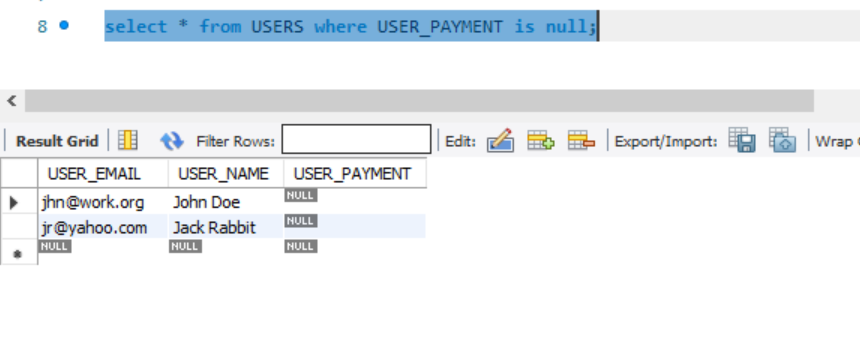 8 select * from USERS where USER_PAYMENT is null;
Result Grid Filter Rows: Edit: Export/Import: Wrap
USER_EMAIL USER_NAME USER_PAYMENT
jhn@work.org John Doe NULL
jr@yahoo.com Jack Rabbit NULL
NULL NULL NULL